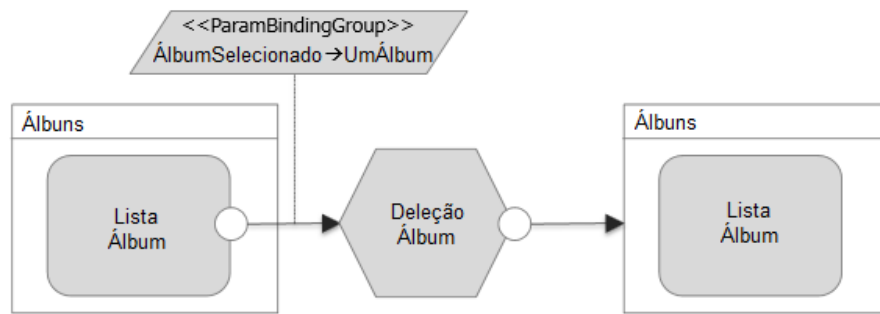 <<ParamBindingGroup>>
ÁlbumSelecionado→UmÁlbum
Álbuns
Lista
Álbum
Deleção
Álbum
Álbuns
Lista
Álbum